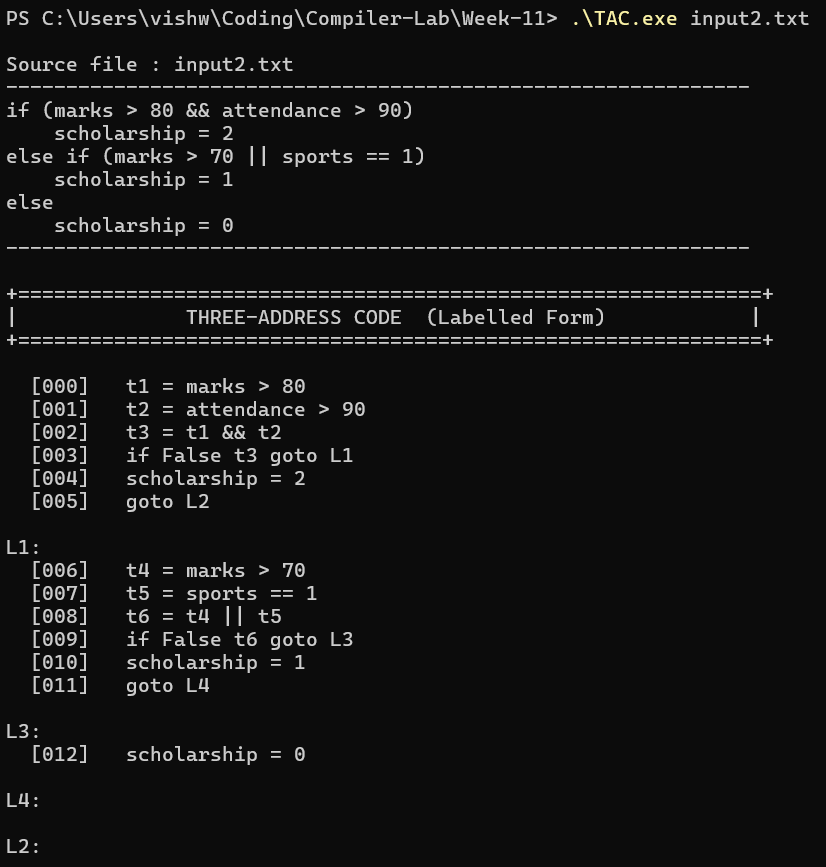 PS C:\Users\vishw\Coding\Compiler-Lab\Week-11> .\TAC.exe input2.txt
Source file : input2.txt
--------------------------------------------------------------
if (marks > 80 && attendance > 90)
    scholarship = 2
else if (marks > 70 || sports == 1)
    scholarship = 1
else
    scholarship = 0
--------------------------------------------------------------
+==============================================================+
|              THREE-ADDRESS CODE  (Labelled Form)            |
+==============================================================+
  [000]   t1 = marks > 80
  [001]   t2 = attendance > 90
  [002]   t3 = t1 && t2
  [003]   if False t3 goto L1
  [004]   scholarship = 2
  [005]   goto L2
L1:
  [006]   t4 = marks > 70
  [007]   t5 = sports == 1
  [008]   t6 = t4 || t5
  [009]   if False t6 goto L3
  [010]   scholarship = 1
  [011]   goto L4
L3:
  [012]   scholarship = 0
L4:
L2: